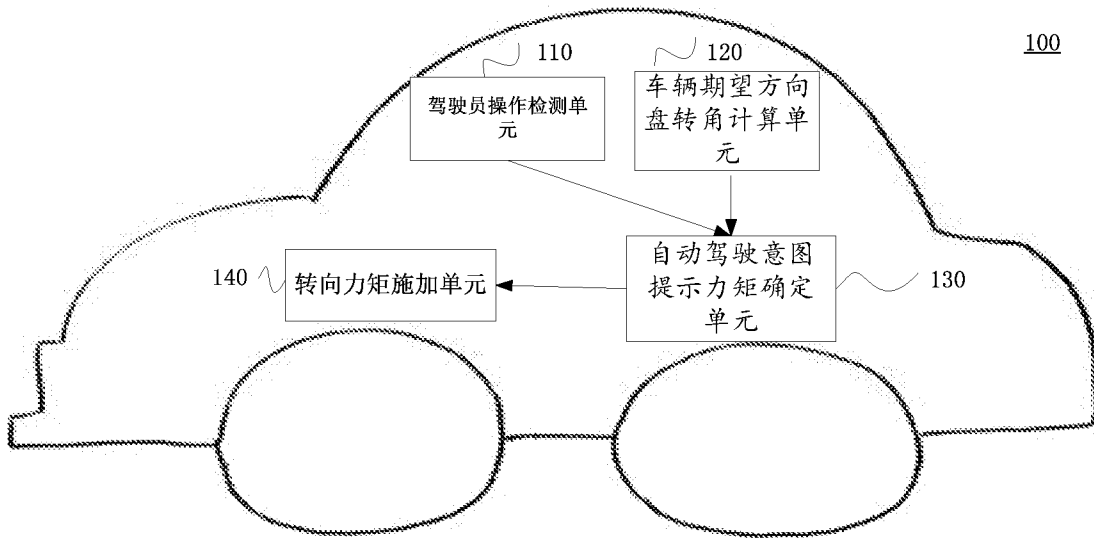 100
110
驾驶员操作检测单
元
120
车辆期望方向
盘转角计算单
元
140
转向力矩施加单元
自动驾驶意图
提示力矩确定
单元
130